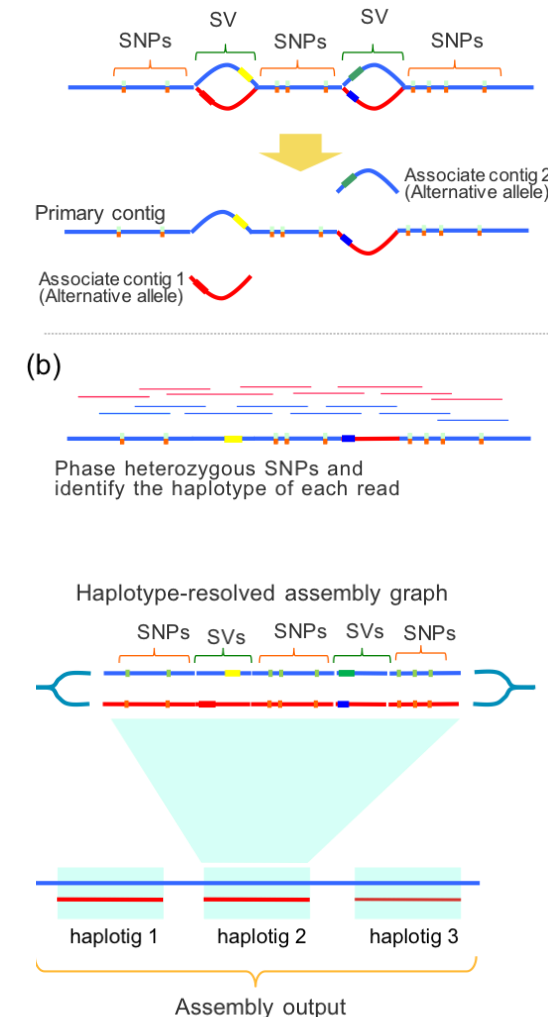 SNPs SV SNPs SV SNPs
Associate contig 2
(Alternative allele)
Primary contig
Associate contig 1
(Alternative allele)
(b)
Phase heterozygous SNPs and
identify the haplotype of each read
Haplotype-resolved assembly graph
SNPs SVs SNPs SVs SNPs
haplotig 1 haplotig 2 haplotig 3
Assembly output